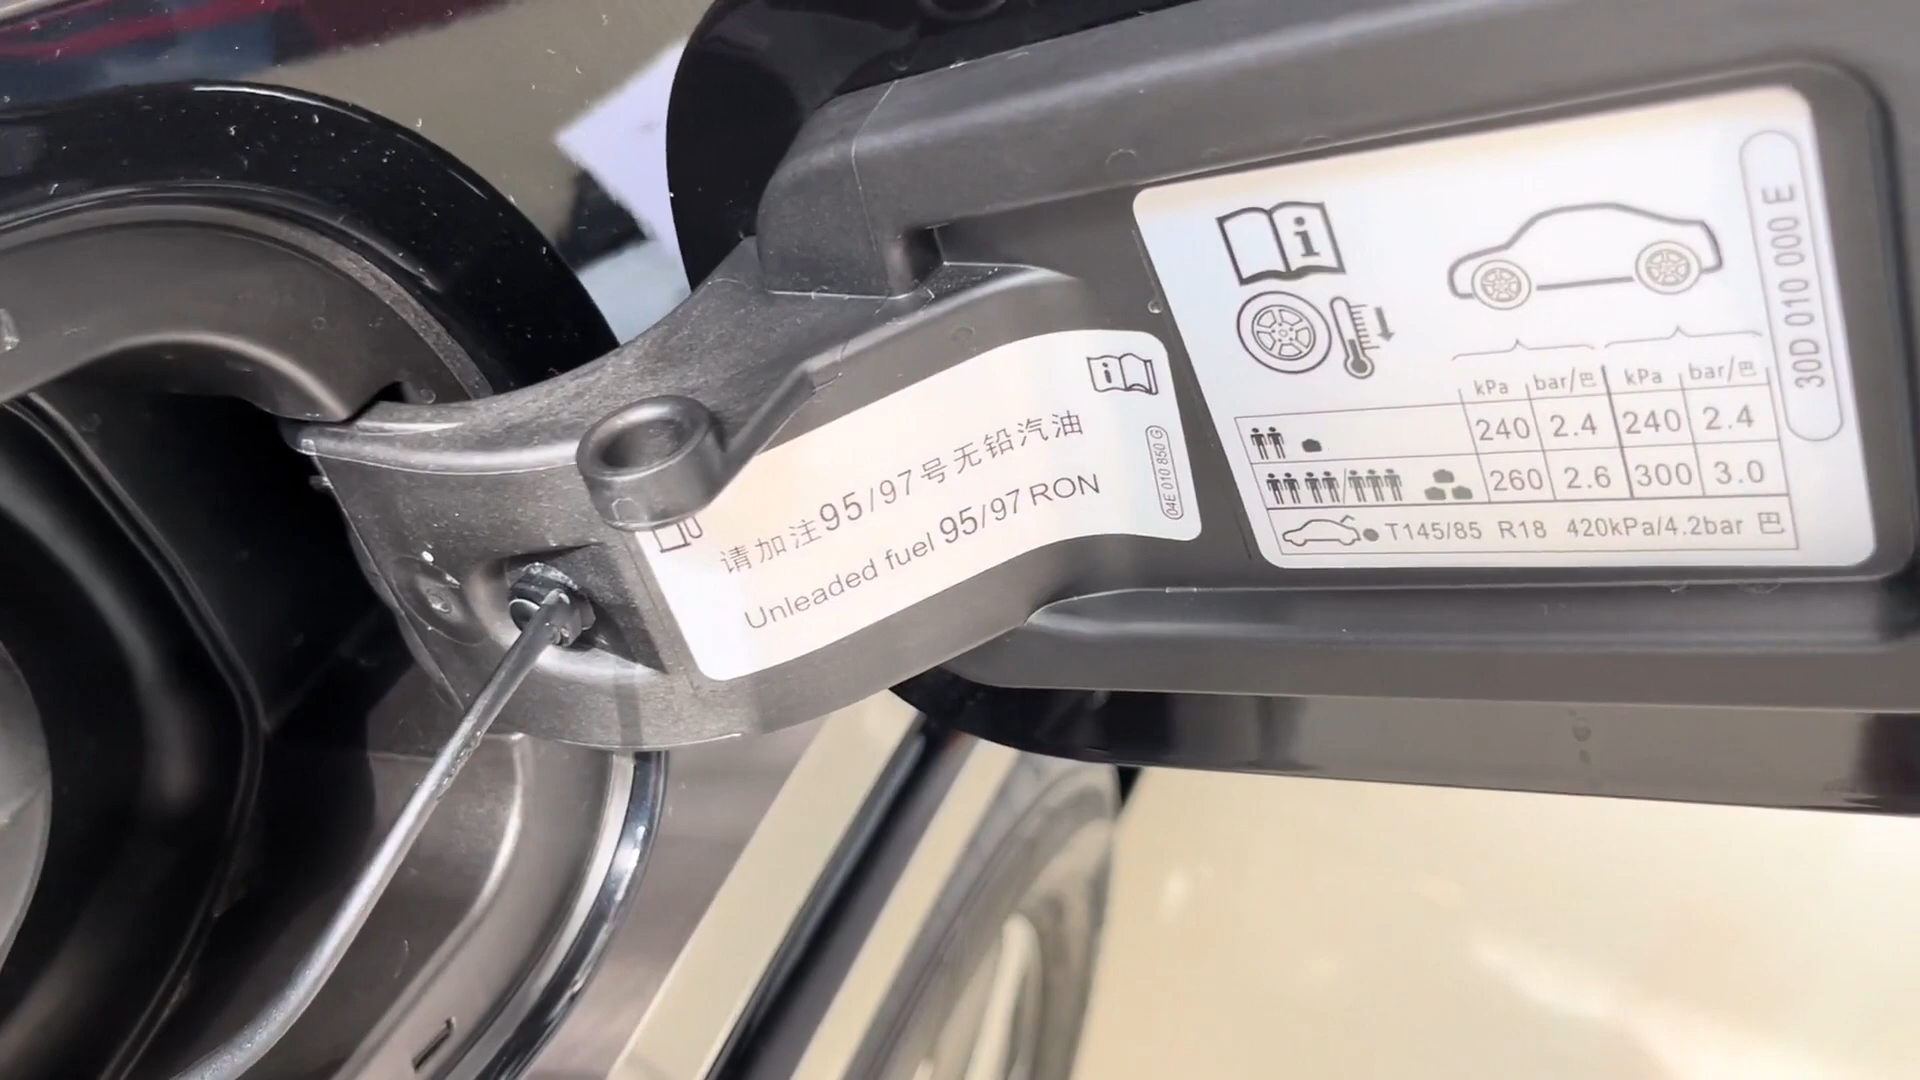 请加注95/97号无铅汽油
Unleaded fuel 95/97 RON
04E 010 850 G
kPa bar/巴 kPa bar/巴
240 2.4 240 2.4
260 2.6 300 3.0
T145/85 R18 420kPa/4.2bar 巴
30D 010 000 E